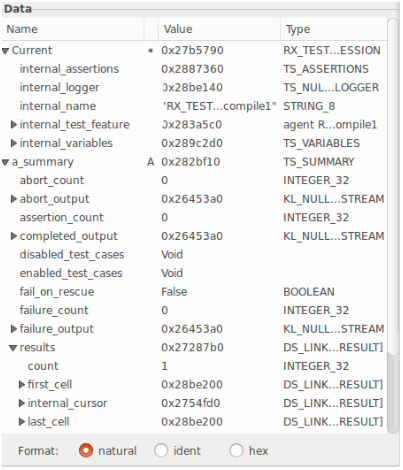 Data
Name Value Type
Current * 0x27b5790 RX_TEST...ESSION
internal_assertions 0x2887360 TS_ASSERTIONS
internal_logger 0x28be140 TS_NUL...LOGGER
internal_name "RX_TEST...compile1" STRING_8
internal_test_feature 0x283a5c0 agent R...ompile1
internal_variables 0x289c2d0 TS_VARIABLES
a_summary A 0x282bf10 TS_SUMMARY
abort_count 0 INTEGER_32
abort_output 0x26453a0 KL_NUL...STREAM
assertion_count 0 INTEGER_32
completed_output 0x26453a0 KL_NUL...STREAM
disabled_test_cases Void
enabled_test_cases Void
fail_on_rescue False BOOLEAN
failure_count 0 INTEGER_32
failure_output 0x26453a0 KL_NUL...STREAM
results 0x27287b0 DS_LINK...RESULT]
count 1 INTEGER_32
first_cell 0x28be200 DS_LINK...RESULT]
internal_cursor 0x2754fd0 DS_LINK...RESULT]
last_cell 0x28be200 DS_LINK...RESULT]
Format: natural ident hex